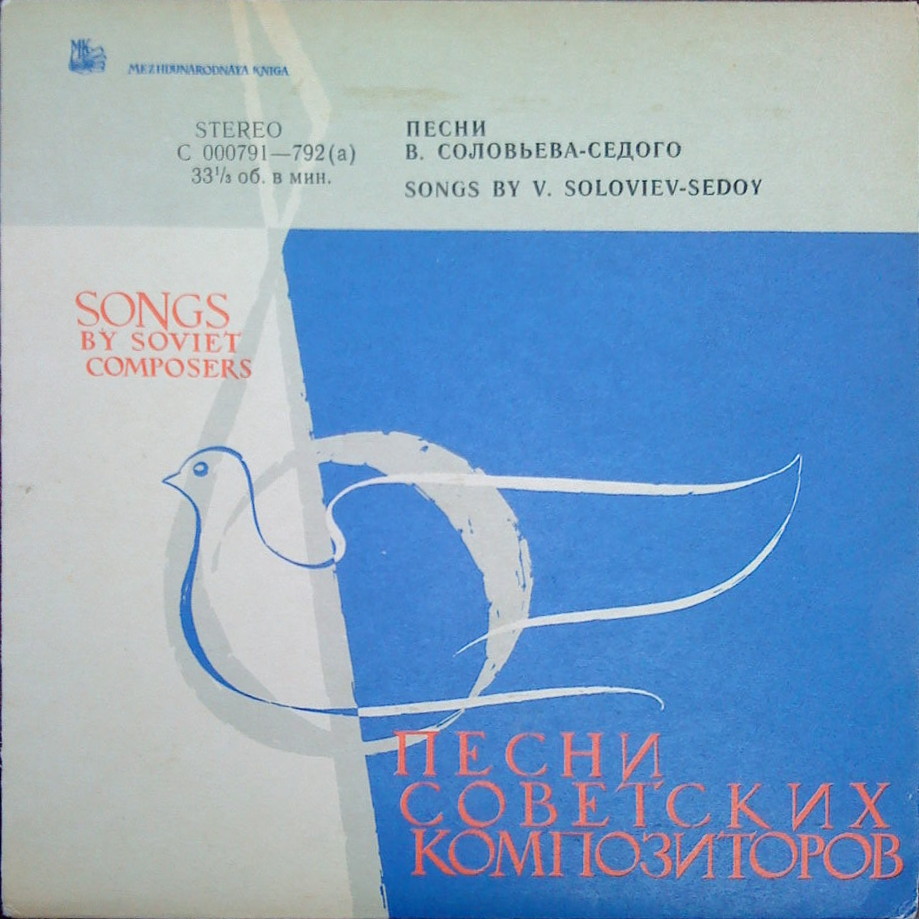 MK
MEZHDUNARODNAYA KNIGA
STEREO
С 000791—792(а)
33⅓ об. в мин.
ПЕСНИ
В. СОЛОВЬЕВА-СЕДОГО
SONGS BY V. SOLOVIEV-SEDOY
SONGS
BY SOVIET
COMPOSERS
ПЕСНИ
СОВЕТСКИХ
КОМПОЗИТОРОВ